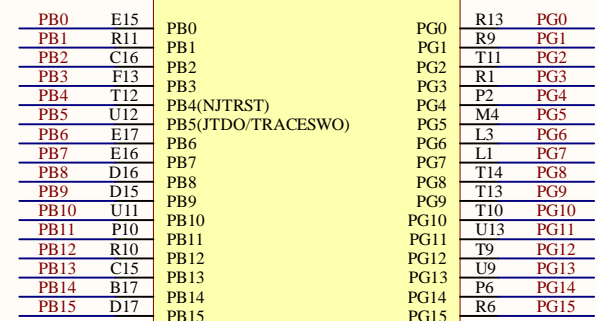 PB0 E15 PB0 PG0 R13 PG0
PB1 R11 PB1 PG1 R9 PG1
PB2 C16 PB2 PG2 T11 PG2
PB3 F13 PB3 PG3 R1 PG3
PB4 T12 PB4(NJTRST) PG4 P2 PG4
PB5 U12 PB5(JTDO/TRACESWO) PG5 M4 PG5
PB6 E17 PB6 PG6 L3 PG6
PB7 E16 PB7 PG7 L1 PG7
PB8 D16 PB8 PG8 T14 PG8
PB9 D15 PB9 PG9 T13 PG9
PB10 U11 PB10 PG10 T10 PG10
PB11 P10 PB11 PG11 U13 PG11
PB12 R10 PB12 PG12 T9 PG12
PB13 C15 PB13 PG13 U9 PG13
PB14 B17 PB14 PG14 P6 PG14
PB15 D17 PB15 PG15 R6 PG15